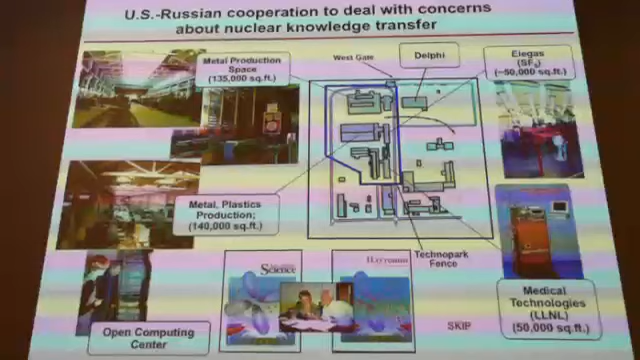 U.S.-Russian cooperation to deal with concerns
about nuclear knowledge transfer
Metal Production
Space
(135,000 sq.ft.)
West Gate
Delphi
Elegas
(SF6)
(~50,000 sq.ft.)
Metal, Plastics
Production;
(140,000 sq.ft.)
Technopark
Fence
Science
Medical
Technologies
(LLNL)
(50,000 sq.ft.)
Open Computing
Center
SKIP